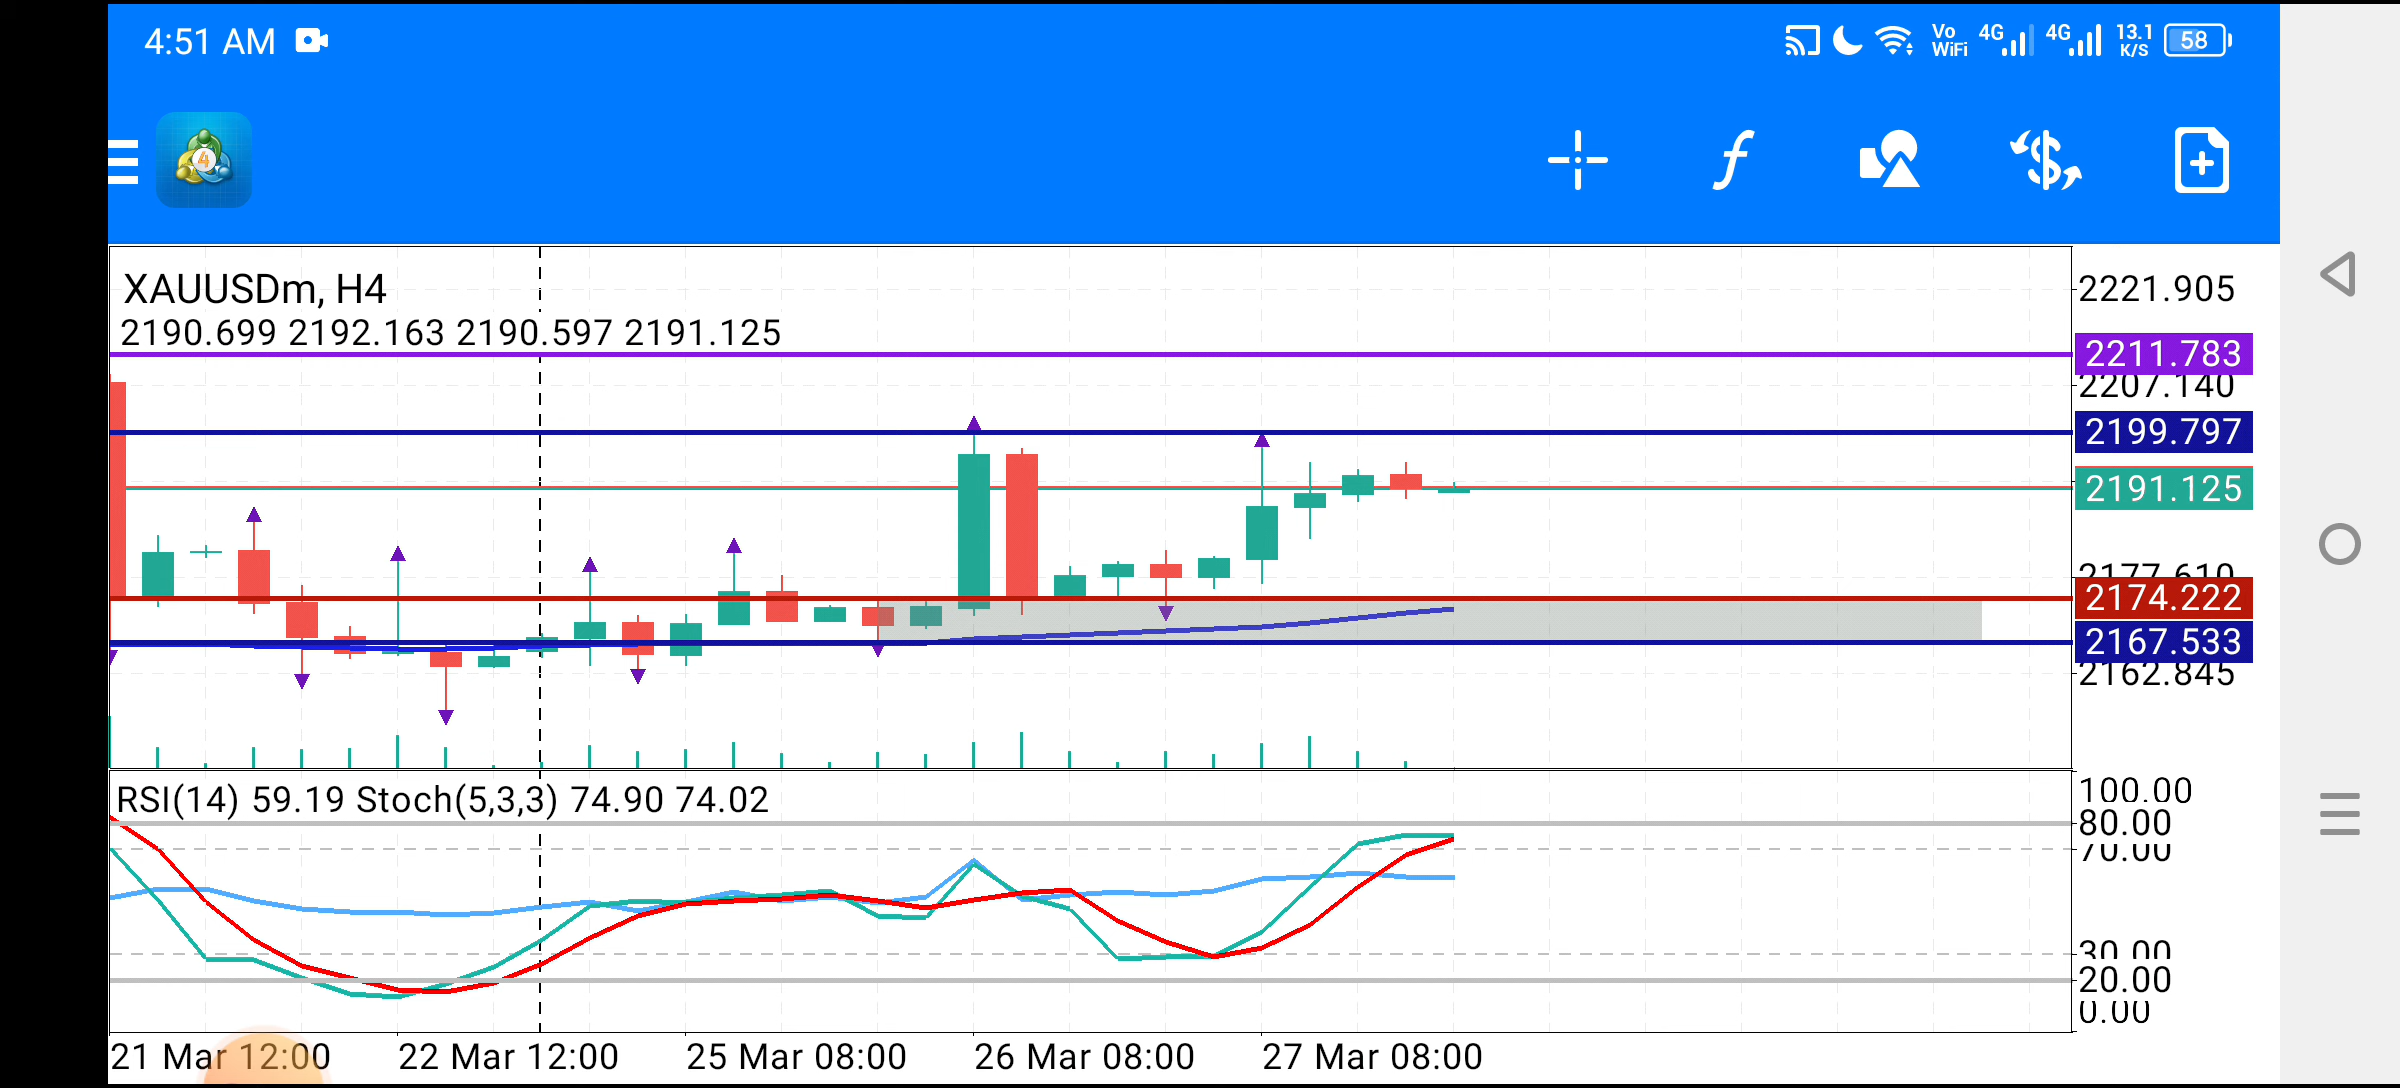 4:51 AM
Vo WiFi 4G 4G 13.1 K/S 58
4
XAUUSDm, H4
2190.699 2192.163 2190.597 2191.125
2221.905
2211.783
2207.140
2199.797
2191.125
2177.610
2174.222
2167.533
2162.845
RSI(14) 59.19 Stoch(5,3,3) 74.90 74.02
100.00
80.00
70.00
30.00
20.00
0.00
21 Mar 12:00 22 Mar 12:00 25 Mar 08:00 26 Mar 08:00 27 Mar 08:00